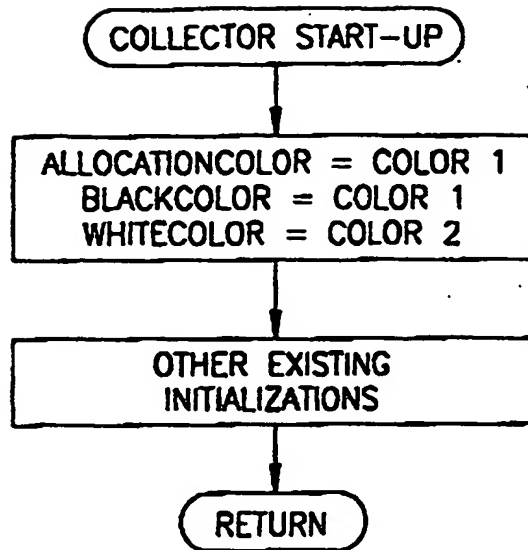 COLLECTOR START-UP
ALLOCATIONCOLOR = COLOR 1
BLACKCOLOR = COLOR 1
WHITECOLOR = COLOR 2
OTHER EXISTING
INITIALIZATIONS
RETURN